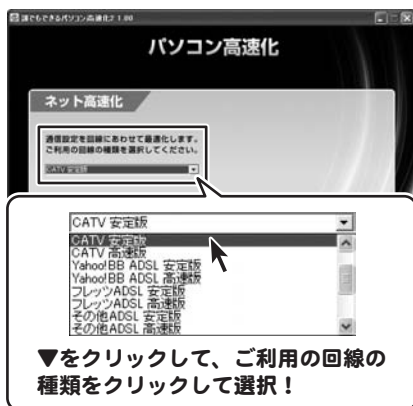 誰でもできるパソコン高速化7 1.00
パソコン高速化
ネット高速化
通信設定を回線にあわせて最適化します。
ご利用の回線の種類を選択してください。
CATV 安定版
CATV 安定版
CATV 安定版
CATV 高速版
Yahoo!BB ADSL 安定版
Yahoo!BB ADSL 高速版
フレッツADSL 安定版
フレッツADSL 高速版
その他ADSL 安定版
その他ADSL 高速版
▼をクリックして、ご利用の回線の
種類をクリックして選択！